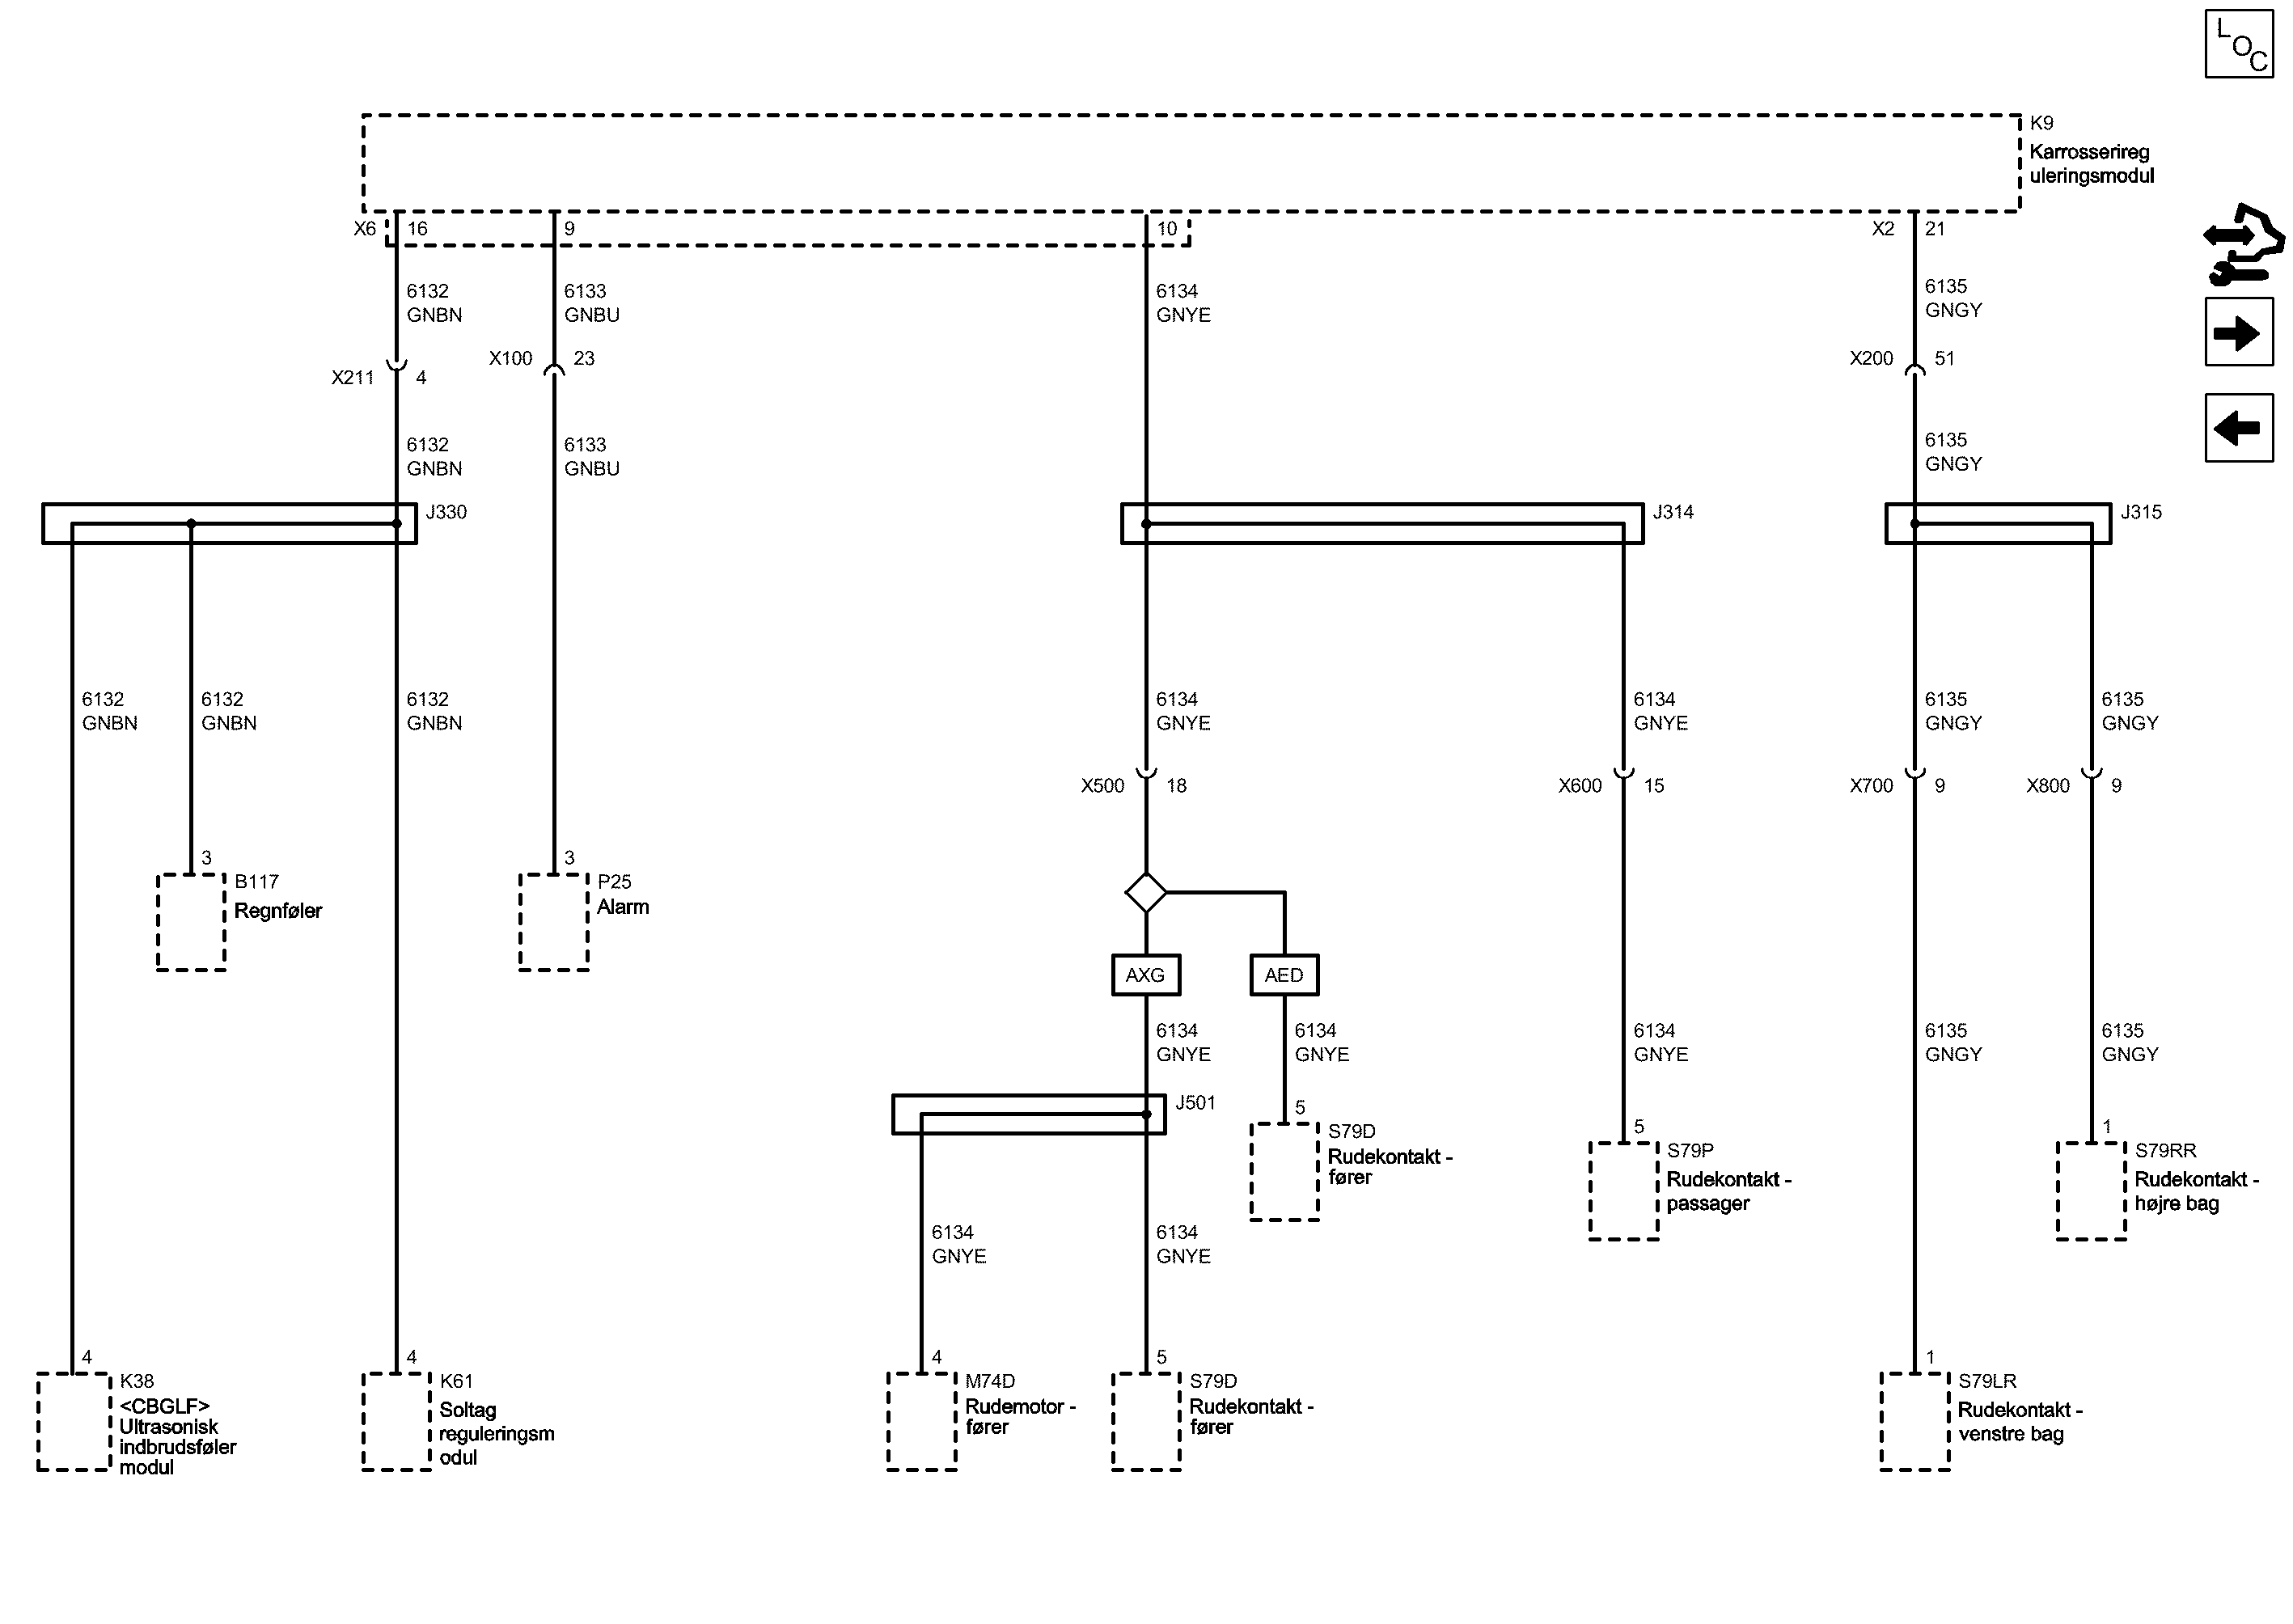 L
O
C
K9
Karrosserireg
uleringsmodul
X6 16 9 10 X2 21
6132 6133 6134 6135
GNBN GNBU GNYE GNGY
X211 4 X100 23 X200 51
6132 6133 6135
GNBN GNBU GNGY
J330 J314 J315
6132 6132 6132 6134 6134 6135 6135
GNBN GNBN GNBN GNYE GNYE GNGY GNGY
X500 18 X600 15 X700 9 X800 9
3 3
B117 P25
Regnføler Alarm
AXG AED
6134 6134 6134 6135 6135
GNYE GNYE GNYE GNGY GNGY
J501
5 5 1
S79D S79P S79RR
Rudekontakt - Rudekontakt - Rudekontakt -
fører passager højre bag
6134 6134
GNYE GNYE
4 4 4 5 1
K38 K61 M74D S79D S79LR
<CBGLF> Soltag Rudemotor - Rudekontakt - Rudekontakt -
Ultrasonisk reguleringsm fører fører venstre bag
indbrudsføler odul
modul